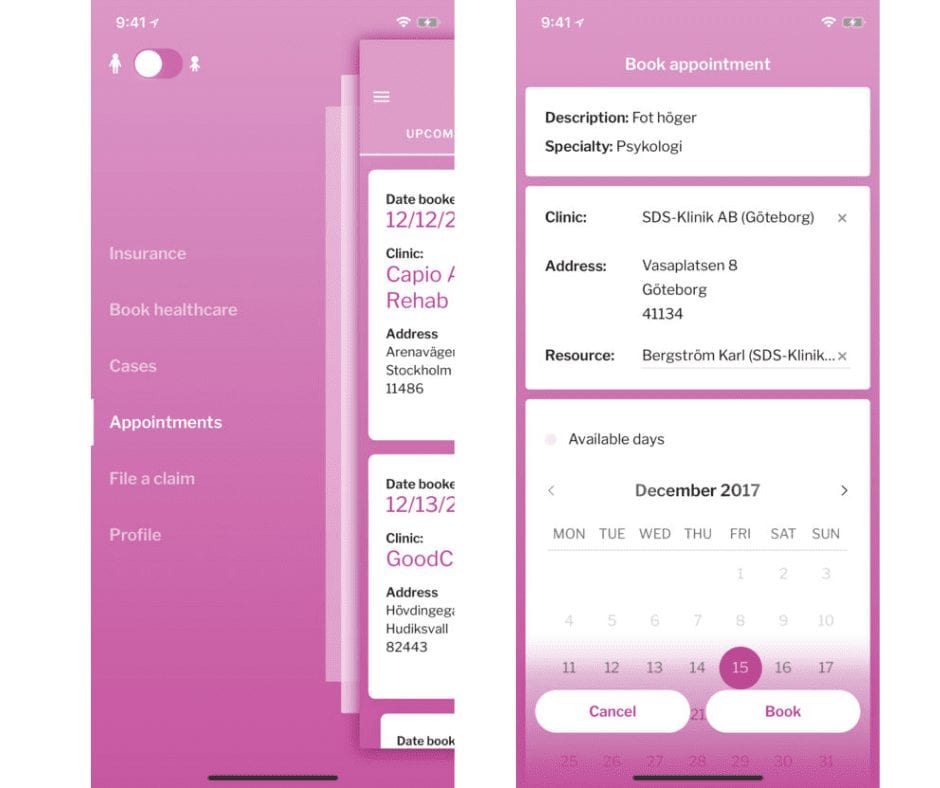 9:41
UPCOM
Insurance
Book healthcare
Cases
Appointments
File a claim
Profile
Date booke
12/12/2
Clinic:
Capio A
Rehab
Address
Arenaväger
Stockholm
11486
Date booke
12/13/2
Clinic:
GoodC
Address
Hövdingega
Hudiksvall
82443
Date book
9:41
Book appointment
Description: Fot höger
Specialty: Psykologi
Clinic: SDS-Klinik AB (Göteborg) ×
Address: Vasaplatsen 8
Göteborg
41134
Resource: Bergström Karl (SDS-Klinik... ×
Available days
< December 2017 >
MON TUE WED THU FRI SAT SUN
1 2 3
4 5 6 7 8 9 10
11 12 13 14 15 16 17
Cancel 21 Book
25 26 27 28 29 30 31